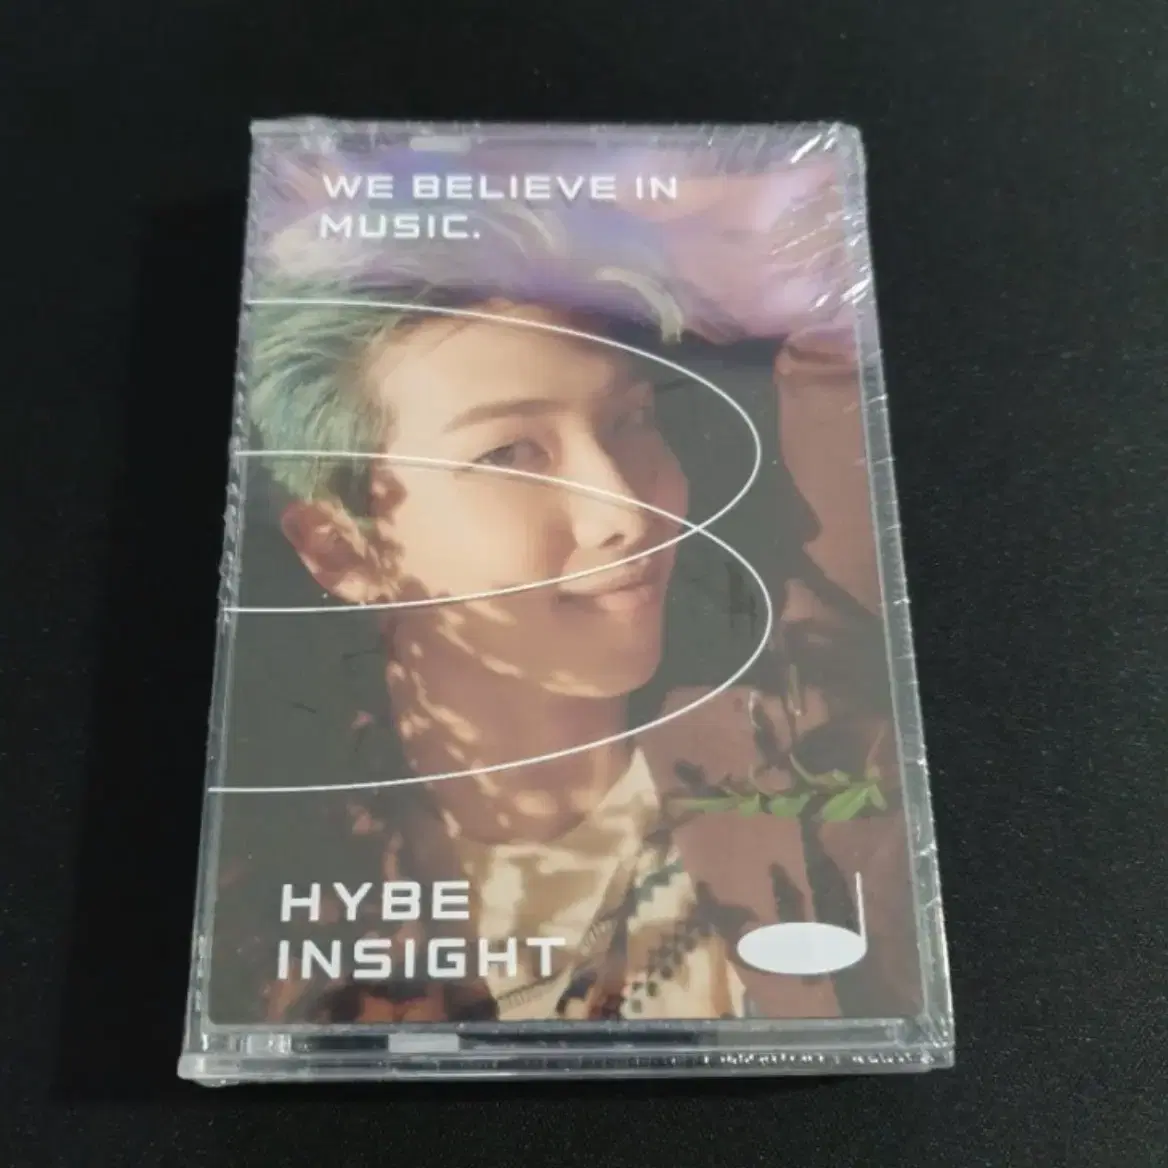 WE BELIEVE IN
MUSIC.
HYBE
INSIGHT